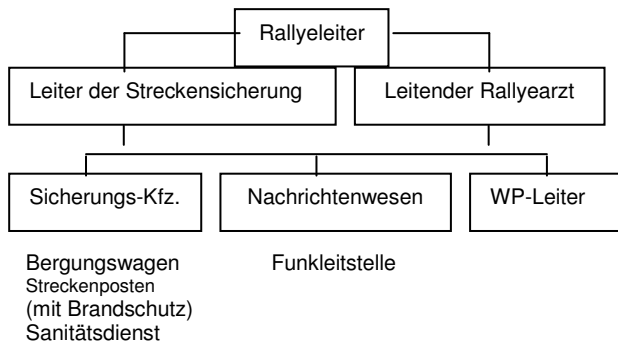 Rallyeleiter
Leiter der Streckensicherung
Leitender Rallyearzt
Sicherungs-Kfz.
Nachrichtenwesen
WP-Leiter
Bergungswagen
Streckenposten
(mit Brandschutz)
Sanitätsdienst
Funkleitstelle